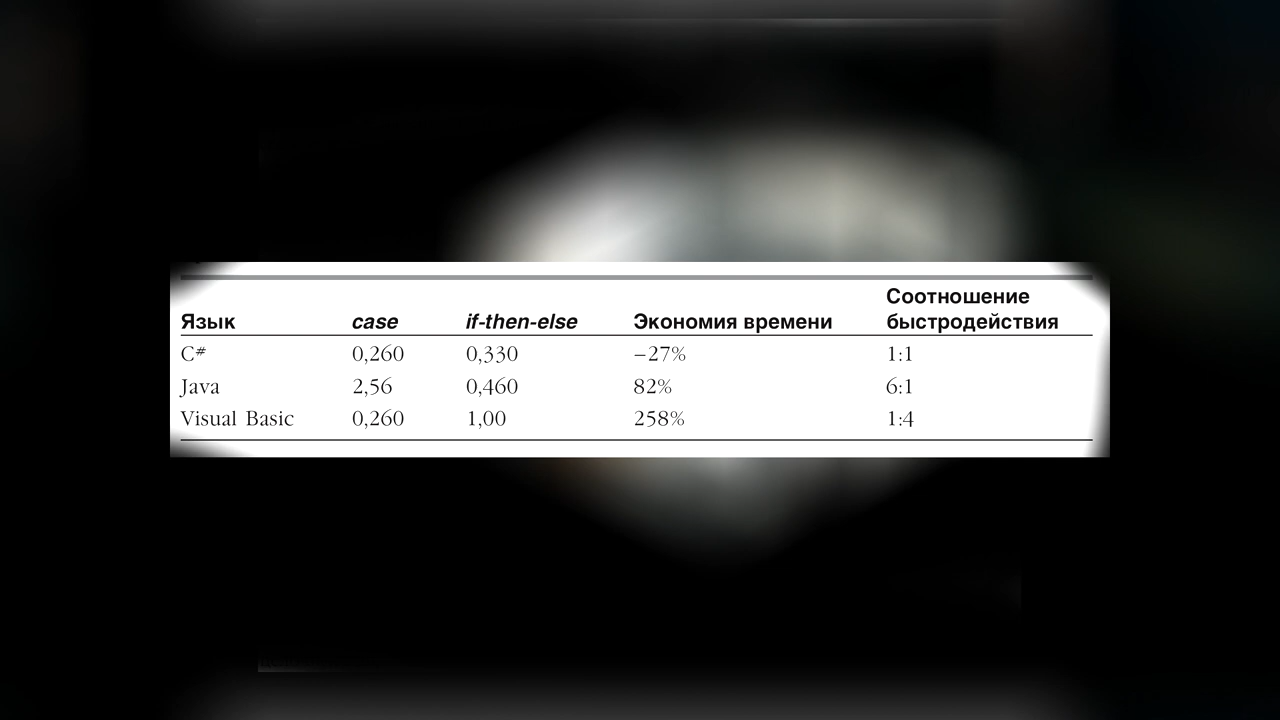 Соотношение
Язык case if-then-else Экономия времени быстродействия
C# 0,260 0,330 −27% 1:1
Java 2,56 0,460 82% 6:1
Visual Basic 0,260 1,00 258% 1:4